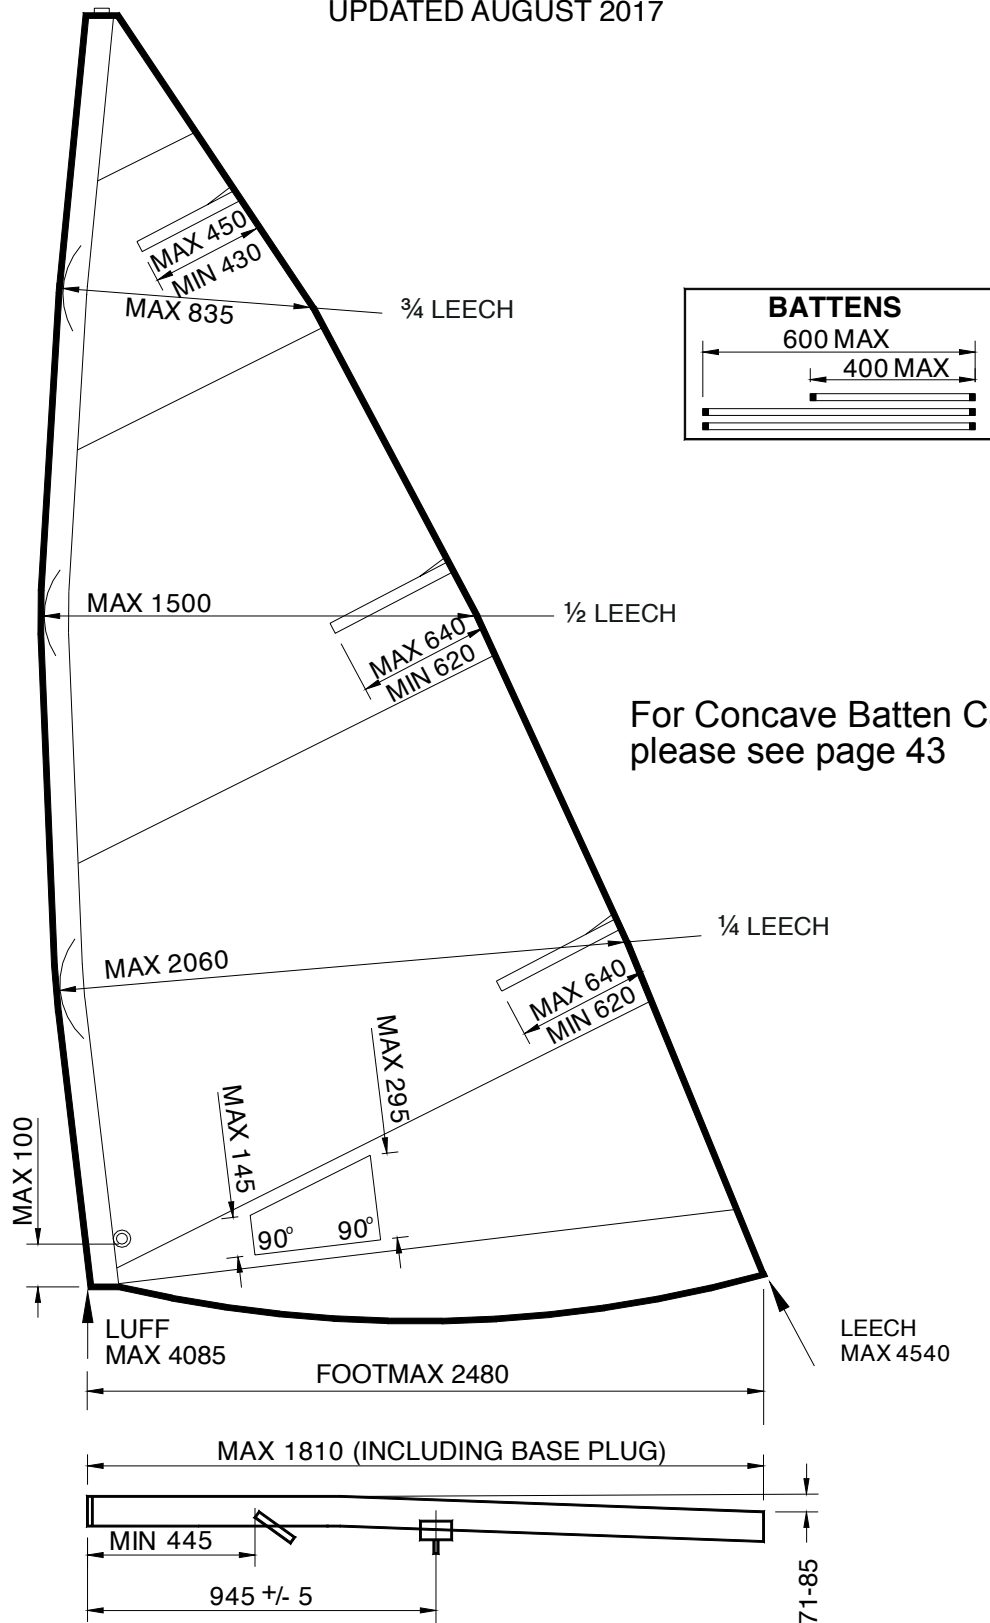 UPDATED AUGUST 2017
MAX 450
MIN 430
MAX 835
¾ LEECH
BATTENS
600 MAX
400 MAX
MAX 1500
½ LEECH
MAX 640
MIN 620
For Concave Batten C
please see page 43
¼ LEECH
MAX 2060
MAX 640
MIN 620
MAX 295
MAX 145
MAX 100
90°
90°
LUFF
MAX 4085
LEECH
MAX 4540
FOOTMAX 2480
MAX 1810 (INCLUDING BASE PLUG)
MIN 445
945 +/- 5
71-85